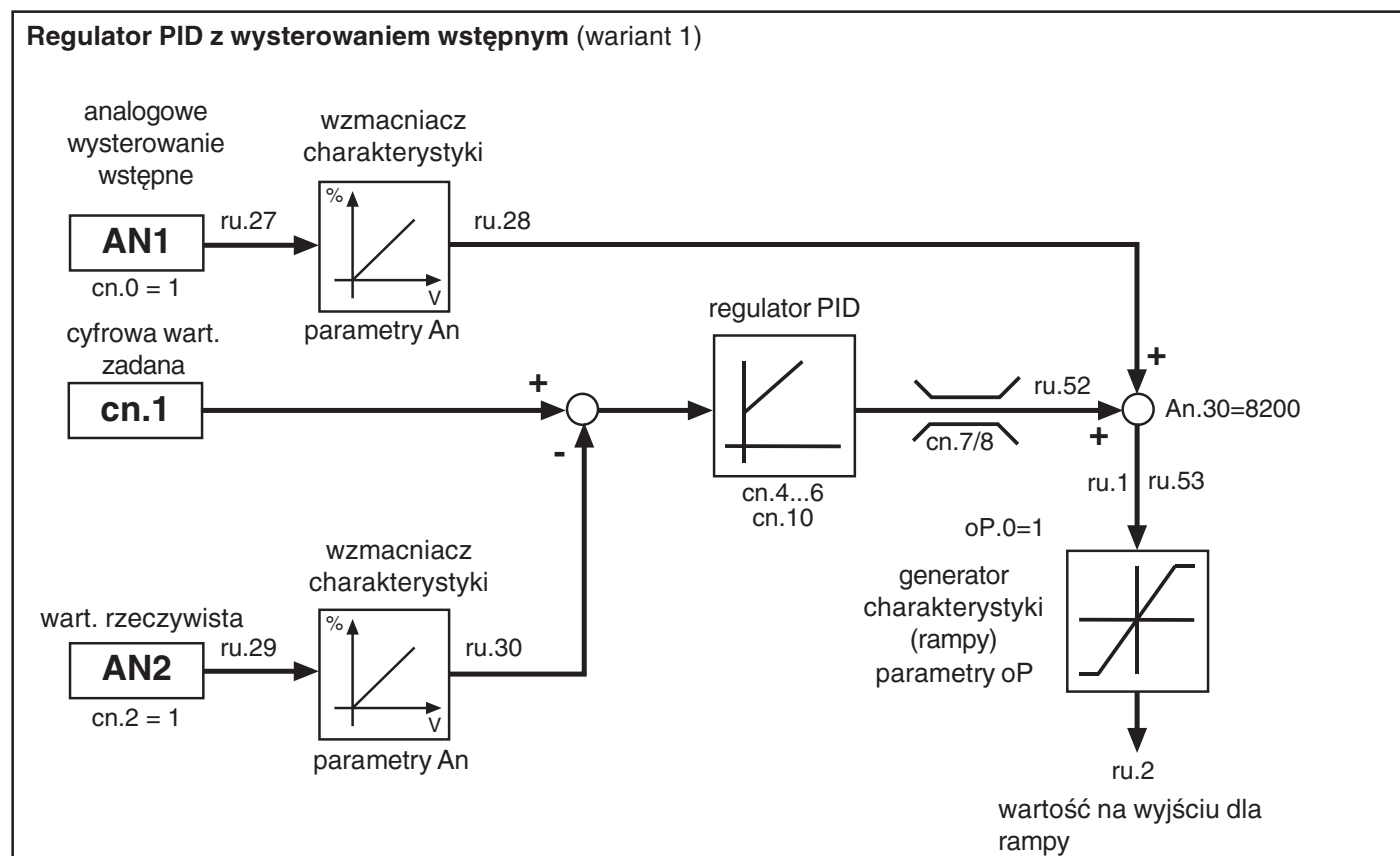 Regulator PID z wysterowaniem wstępnym (wariant 1)
analogowe
wysterowanie
wstępne
AN1
cn.0 = 1
ru.27
wzmacniacz
charakterystyki
%
V
parametry An
ru.28
cyfrowa wart.
zadana
cn.1
+
-
regulator PID
cn.4...6
cn.10
cn.7/8
ru.52
+
+
An.30=8200
ru.1
ru.53
wart. rzeczywista
AN2
cn.2 = 1
ru.29
wzmacniacz
charakterystyki
%
V
parametry An
ru.30
oP.0=1
generator
charakterystyki
(rampy)
parametry oP
ru.2
wartość na wyjściu dla
rampy